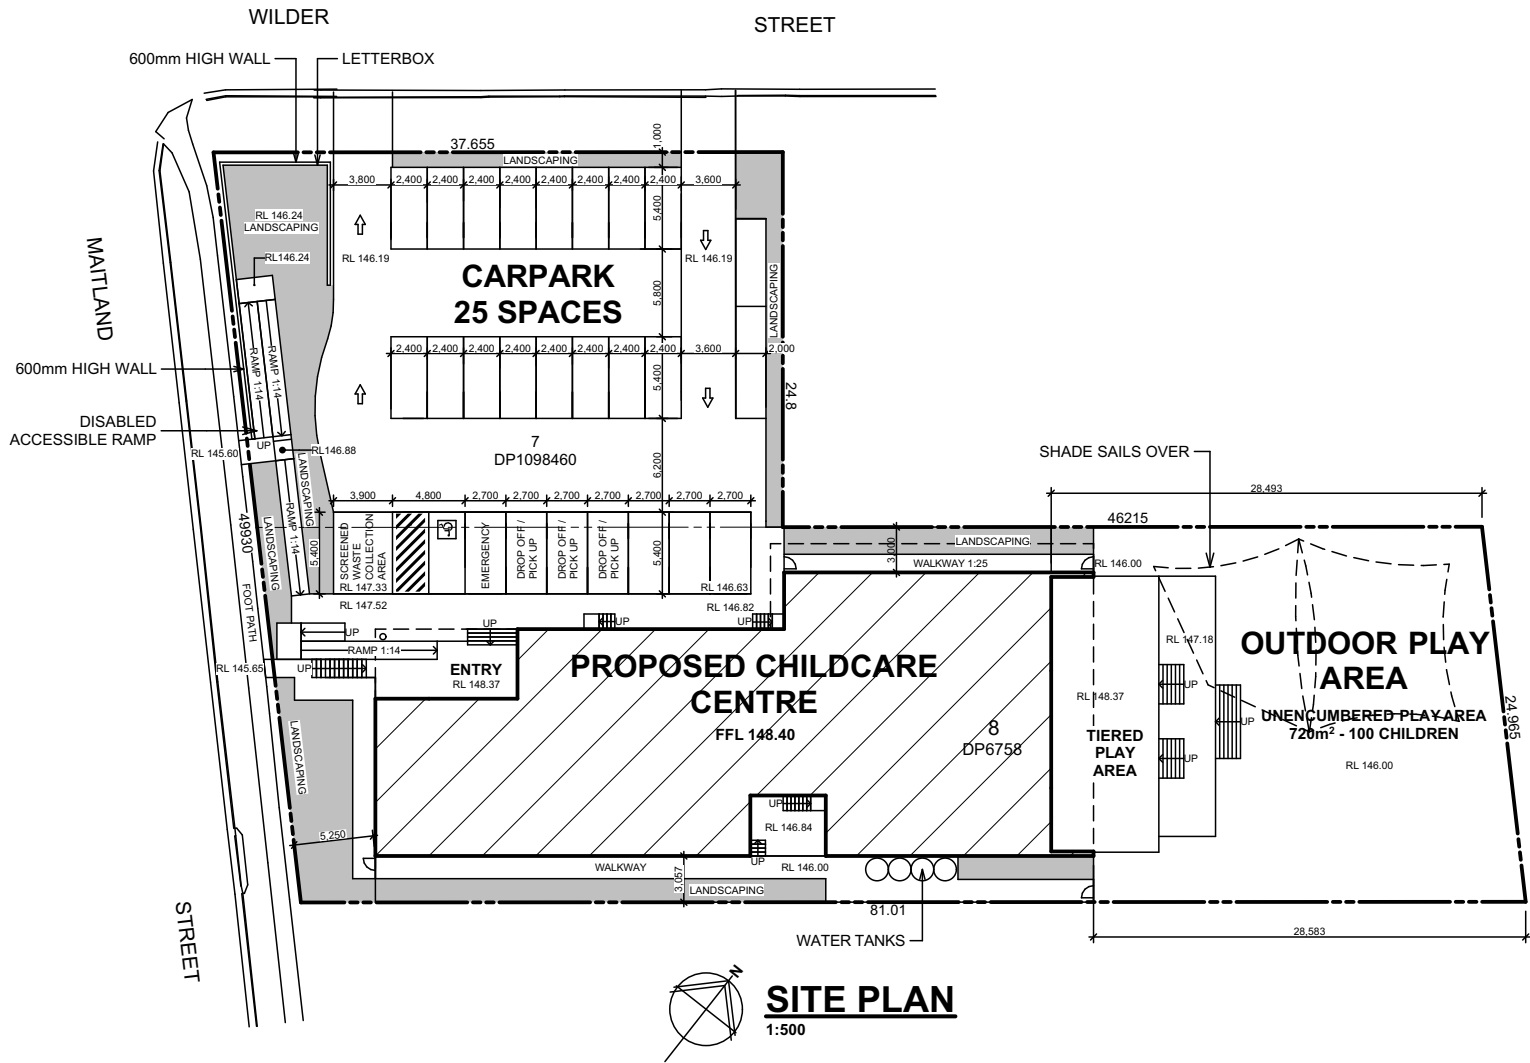 WILDER
STREET
600mm HIGH WALL
LETTERBOX
37.655
LANDSCAPING
1,000
3,800
2,400
2,400
2,400
2,400
2,400
2,400
2,400
2,400
3,600
5,400
RL 146.24
LANDSCAPING
RL146.24
RL 146.19
RL 146.19
MAITLAND
CARPARK
25 SPACES
5,800
LANDSCAPING
2,400
2,400
2,400
2,400
2,400
2,400
2,400
2,400
3,600
2,000
5,400
24.8
600mm HIGH WALL
RAMP 1:14
RAMP 1:14
DISABLED
ACCESSIBLE RAMP
UP
RL146.88
RL 145.60
7
DP1098460
6,200
SHADE SAILS OVER
LANDSCAPING
LANDSCAPING
RAMP 1:14
49930
FOOT PATH
3,900
4,800
2,700
2,700
2,700
2,700
2,700
2,700
2,700
28,493
46215
5,400
SCREENED
WASTE
COLLECTION
AREA
EMERGENCY
DROP OFF /
PICK UP
DROP OFF /
PICK UP
DROP OFF /
PICK UP
5,400
3,000
LANDSCAPING
WALKWAY 1:25
RL 146.00
RL 147.33
RL 146.63
RL 147.52
RL 146.82
UP
UP
UP
UP
RAMP 1:14
RL 145.65
UP
ENTRY
RL 148.37
PROPOSED CHILDCARE
CENTRE
FFL 148.40
8
DP6758
RL 147.18
RL 148.37
UP
UP
UP
TIERED
PLAY
AREA
OUTDOOR PLAY
AREA
UNENCUMBERED PLAY AREA
720m² - 100 CHILDREN
RL 146.00
24.965
LANDSCAPING
5,250
UP
RL 146.84
UP
RL 146.00
WALKWAY
3,057
LANDSCAPING
81.01
WATER TANKS
28,583
STREET
N
SITE PLAN
1:500